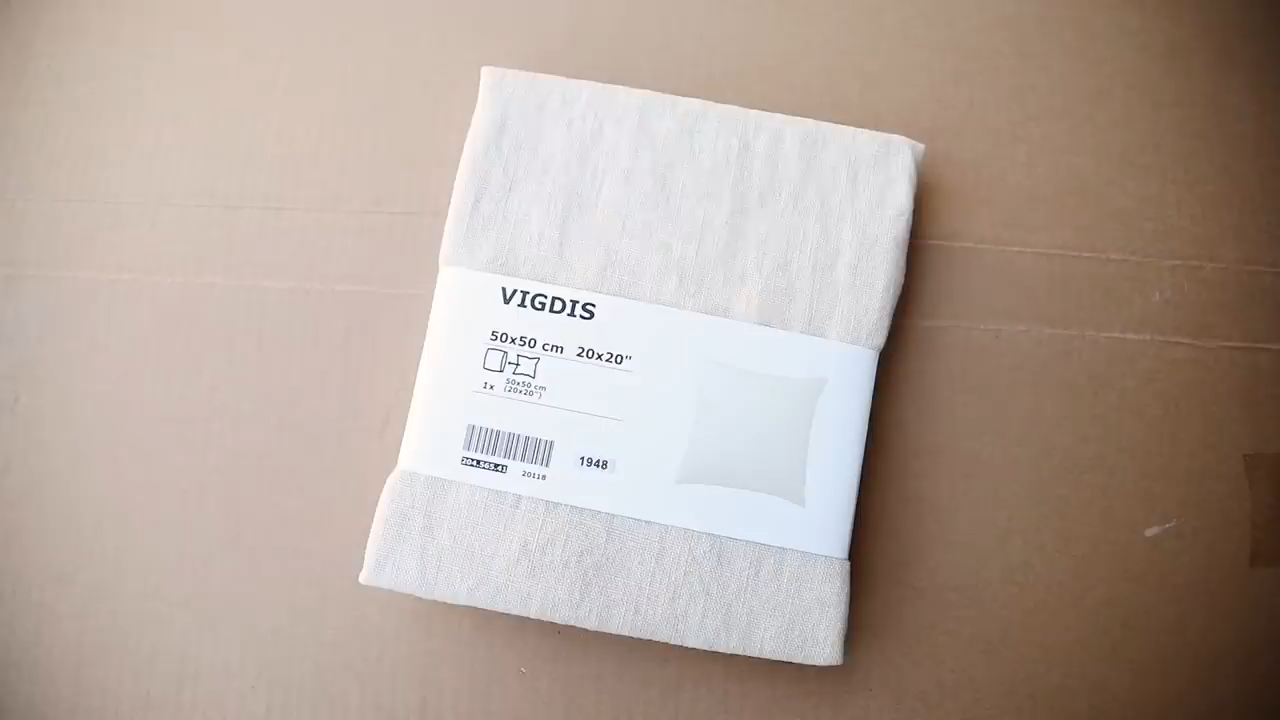 VIGDIS
50x50 cm 20x20"
50x50 cm
1x (20x20")
204.565.41 20118 1948